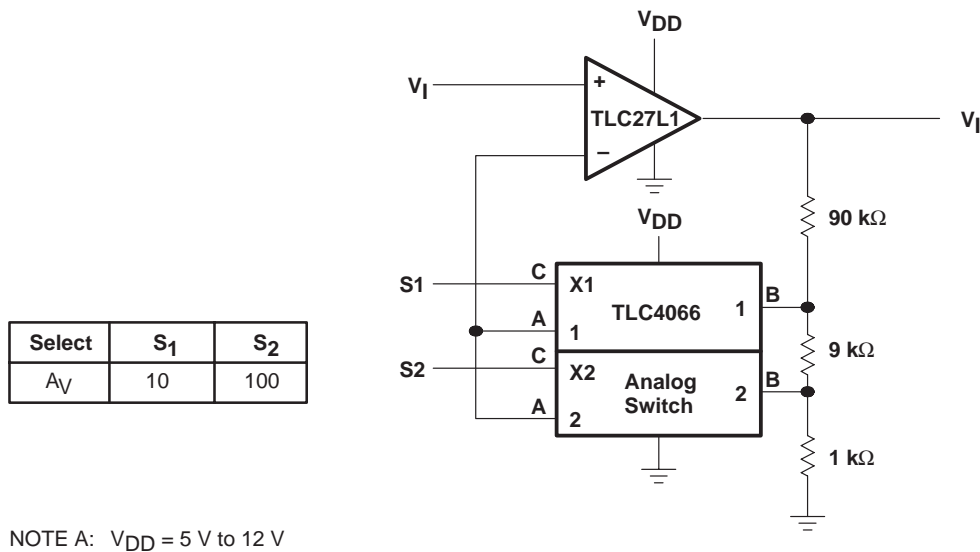 VDD
VI
+
TLC27L1
VI
−
90 kΩ
VDD
S1
C
X1
TLC4066
1
B
A
1
9 kΩ
S2
C
X2
Analog
Switch
2
B
A
2
1 kΩ
Select S1 S2
AV 10 100
NOTE A: VDD = 5 V to 12 V